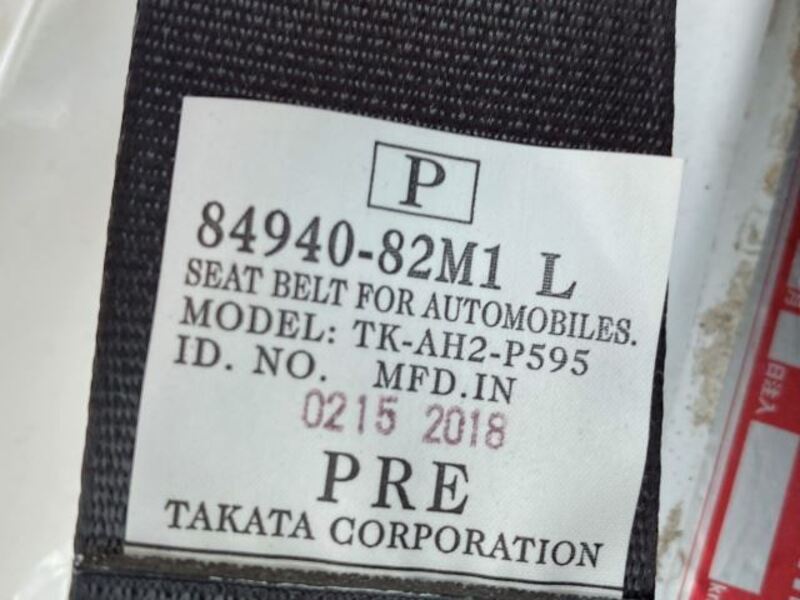 P
84940-82M1 L
SEAT BELT FOR AUTOMOBILES.
MODEL: TK-AH2-P595
ID. NO. MFD.IN
0215 2018
PRE
TAKATA CORPORATION